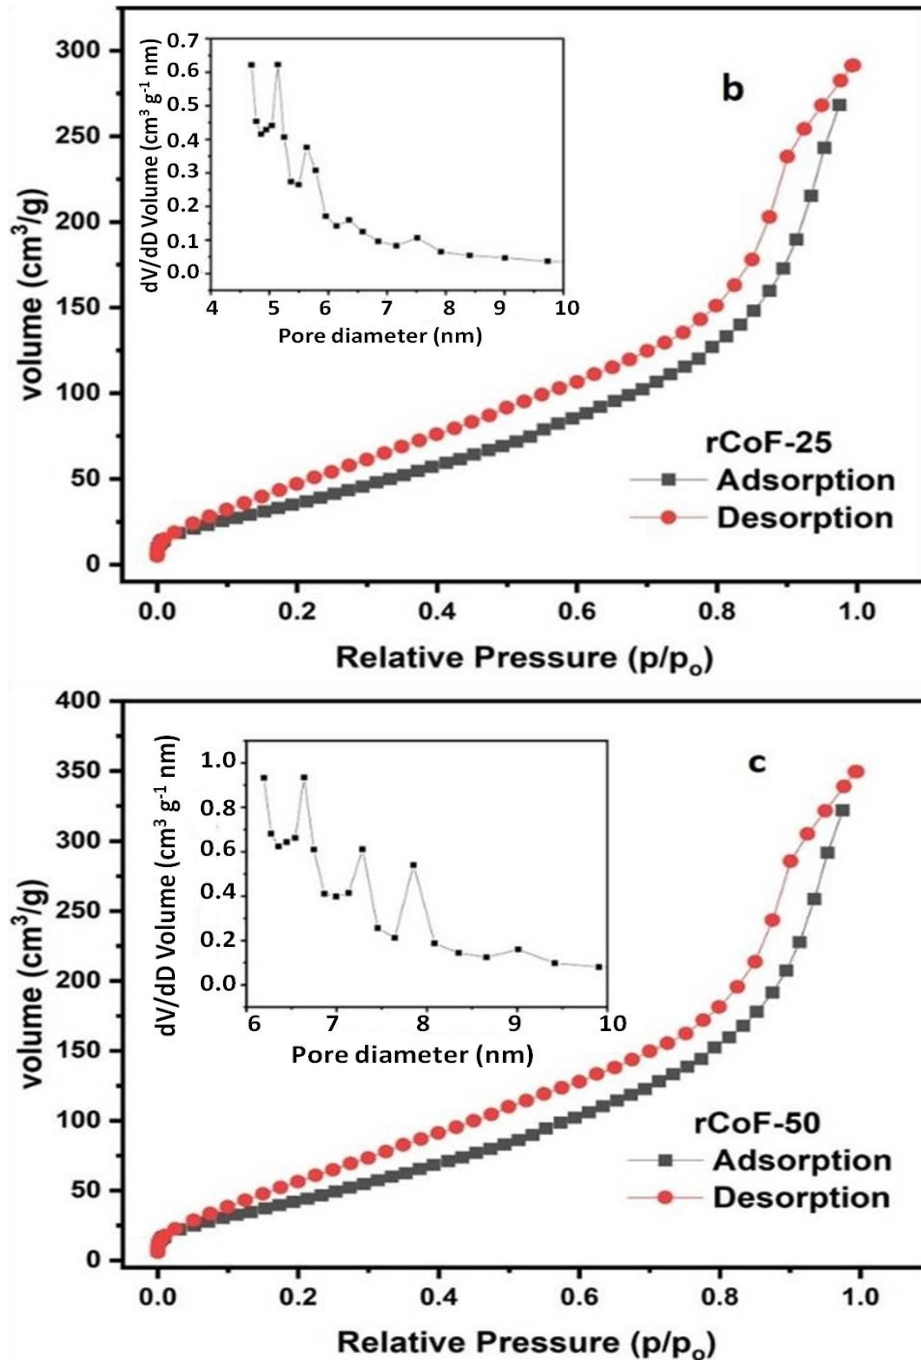 b
volume (cm³/g)
300
250
200
150
100
50
0
0.0 0.2 0.4 0.6 0.8 1.0
Relative Pressure (p/pₒ)
dV/dD Volume (cm³ g⁻¹ nm)
0.7
0.6
0.5
0.4
0.3
0.2
0.1
0.0
4 5 6 7 8 9 10
Pore diameter (nm)
rCoF-25
Adsorption
Desorption
c
volume (cm³/g)
400
350
300
250
200
150
100
50
0
0.0 0.2 0.4 0.6 0.8 1.0
Relative Pressure (p/pₒ)
dV/dD Volume (cm³ g⁻¹ nm)
1.0
0.8
0.6
0.4
0.2
0.0
6 7 8 9 10
Pore diameter (nm)
rCoF-50
Adsorption
Desorption